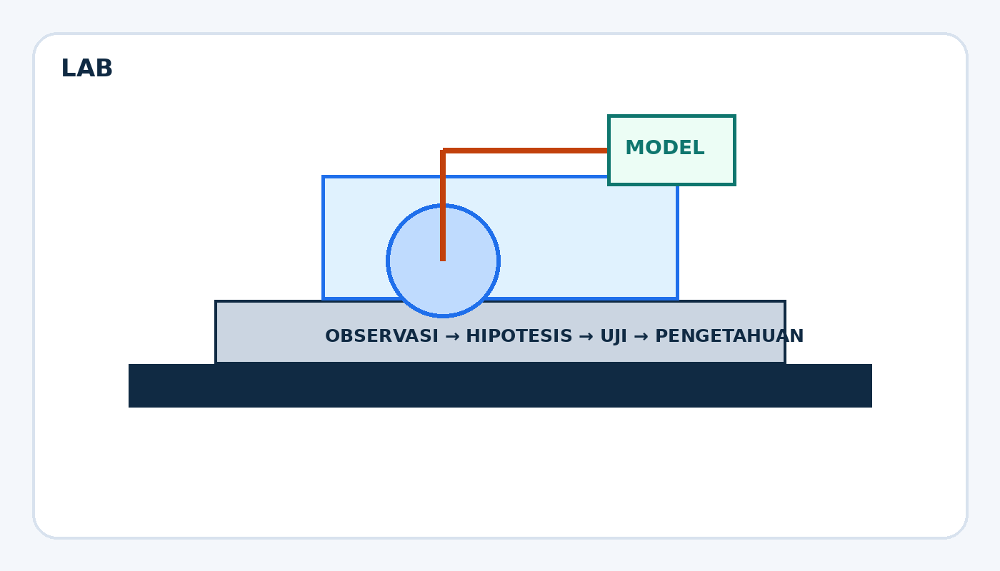 LAB
MODEL
OBSERVASI → HIPOTESIS → UJI → PENGETAHUAN